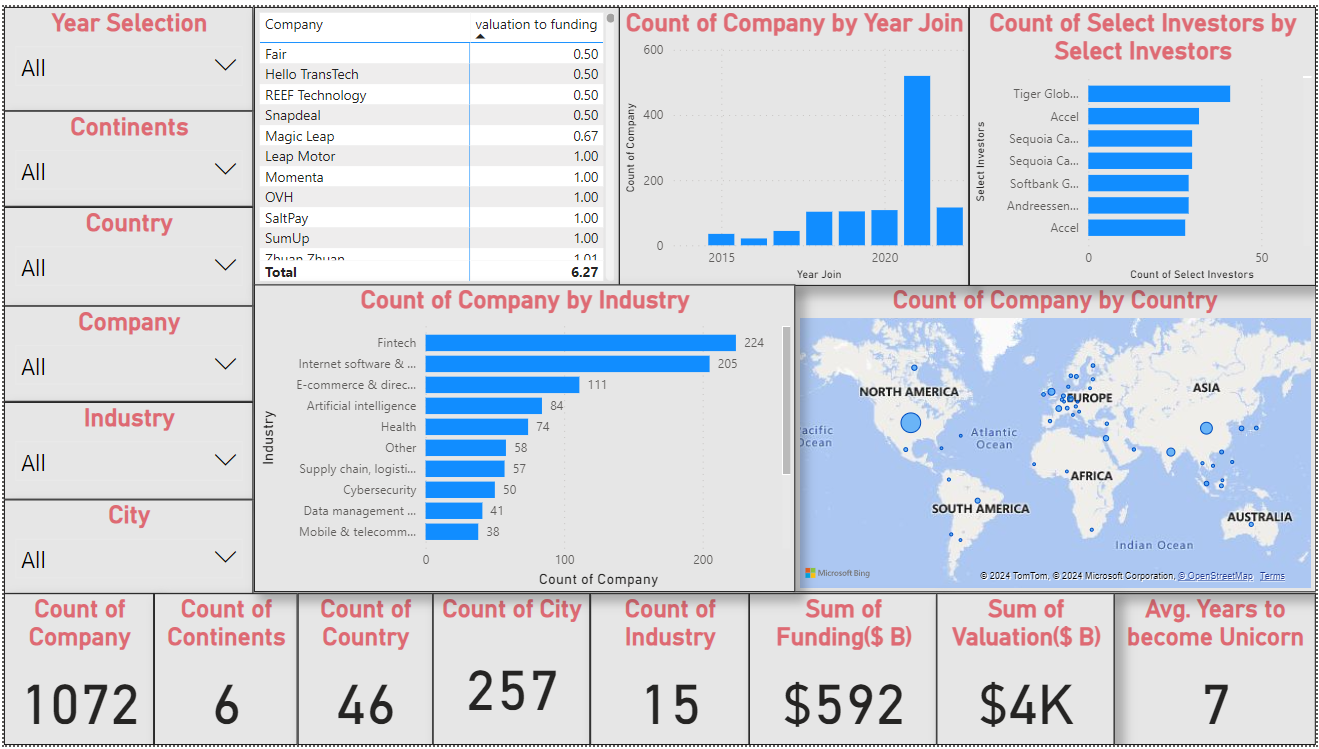 Year Selection
All
Continents
All
Country
All
Company
All
Industry
All
City
All
Company valuation to funding
Fair 0.50
Hello TransTech 0.50
REEF Technology 0.50
Snapdeal 0.50
Magic Leap 0.67
Leap Motor 1.00
Momenta 1.00
OVH 1.00
SaltPay 1.00
SumUp 1.00
Zhuan Zhuan 1.01
Total 6.27
Count of Company by Year Join
Count of Company
600
400
200
0
2015 2020
Year Join
Count of Select Investors by
Select Investors
Select Investors
Tiger Glob...
Accel
Sequoia Ca...
Sequoia Ca...
Softbank G...
Andreessen...
Accel
0 50
Count of Select Investors
Count of Company by Industry
Industry
Fintech 224
Internet software & ... 205
E-commerce & direc... 111
Artificial intelligence 84
Health 74
Other 58
Supply chain, logisti... 57
Cybersecurity 50
Data management ... 41
Mobile & telecomm... 38
0 100 200
Count of Company
Count of Company by Country
NORTH AMERICA
EUROPE
ASIA
acific
Ocean
Atlantic
Ocean
AFRICA
SOUTH AMERICA
AUSTRALIA
Indian Ocean
Microsoft Bing
© 2024 TomTom, © 2024 Microsoft Corporation, © OpenStreetMap Terms
Count of
Company
1072
Count of
Continents
6
Count of
Country
46
Count of City
257
Count of
Industry
15
Sum of
Funding($ B)
$592
Sum of
Valuation($ B)
$4K
Avg. Years to
become Unicorn
7